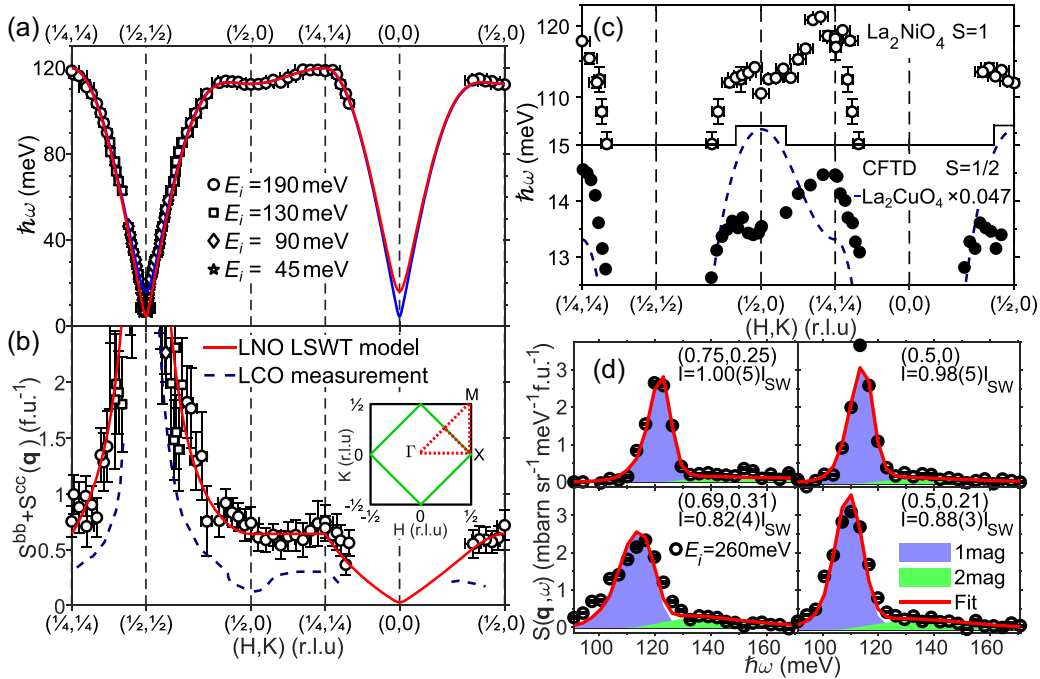 (a)
(¼,¼) (½,½) (½,0) (¼,¼) (0,0) (½,0)
120
80
40
0
ħω (meV)
E_i = 190 meV
E_i = 130 meV
E_i = 90 meV
E_i = 45 meV
(b)
2
1.5
1
0.5
0
S^bb+S^cc(q) (f.u.⁻¹)
LNO LSWT model
LCO measurement
M
½
0
-½
K (r.l.u)
Γ
X
-½ 0 ½
H (r.l.u)
(¼,¼) (½,½) (½,0) (¼,¼) (0,0) (½,0)
(H,K) (r.l.u)
(c)
120
110
15
14
13
ħω (meV)
La₂NiO₄ S=1
CFTD S=1/2
La₂CuO₄ ×0.047
(¼,¼) (½,½) (½,0) (¼,¼) (0,0) (½,0)
(H,K) (r.l.u)
(d)
(0.75,0.25)
I=1.00(5)I_SW
(0.5,0)
I=0.98(5)I_SW
3
2
1
0
(0.69,0.31)
I=0.82(4)I_SW
(0.5,0.21)
I=0.88(3)I_SW
E_i=260meV
1mag
2mag
Fit
3
2
1
0
S(q,ω) (mbarn sr⁻¹meV⁻¹f.u.⁻¹)
100 120 140 160 100 120 140 160
ħω (meV)